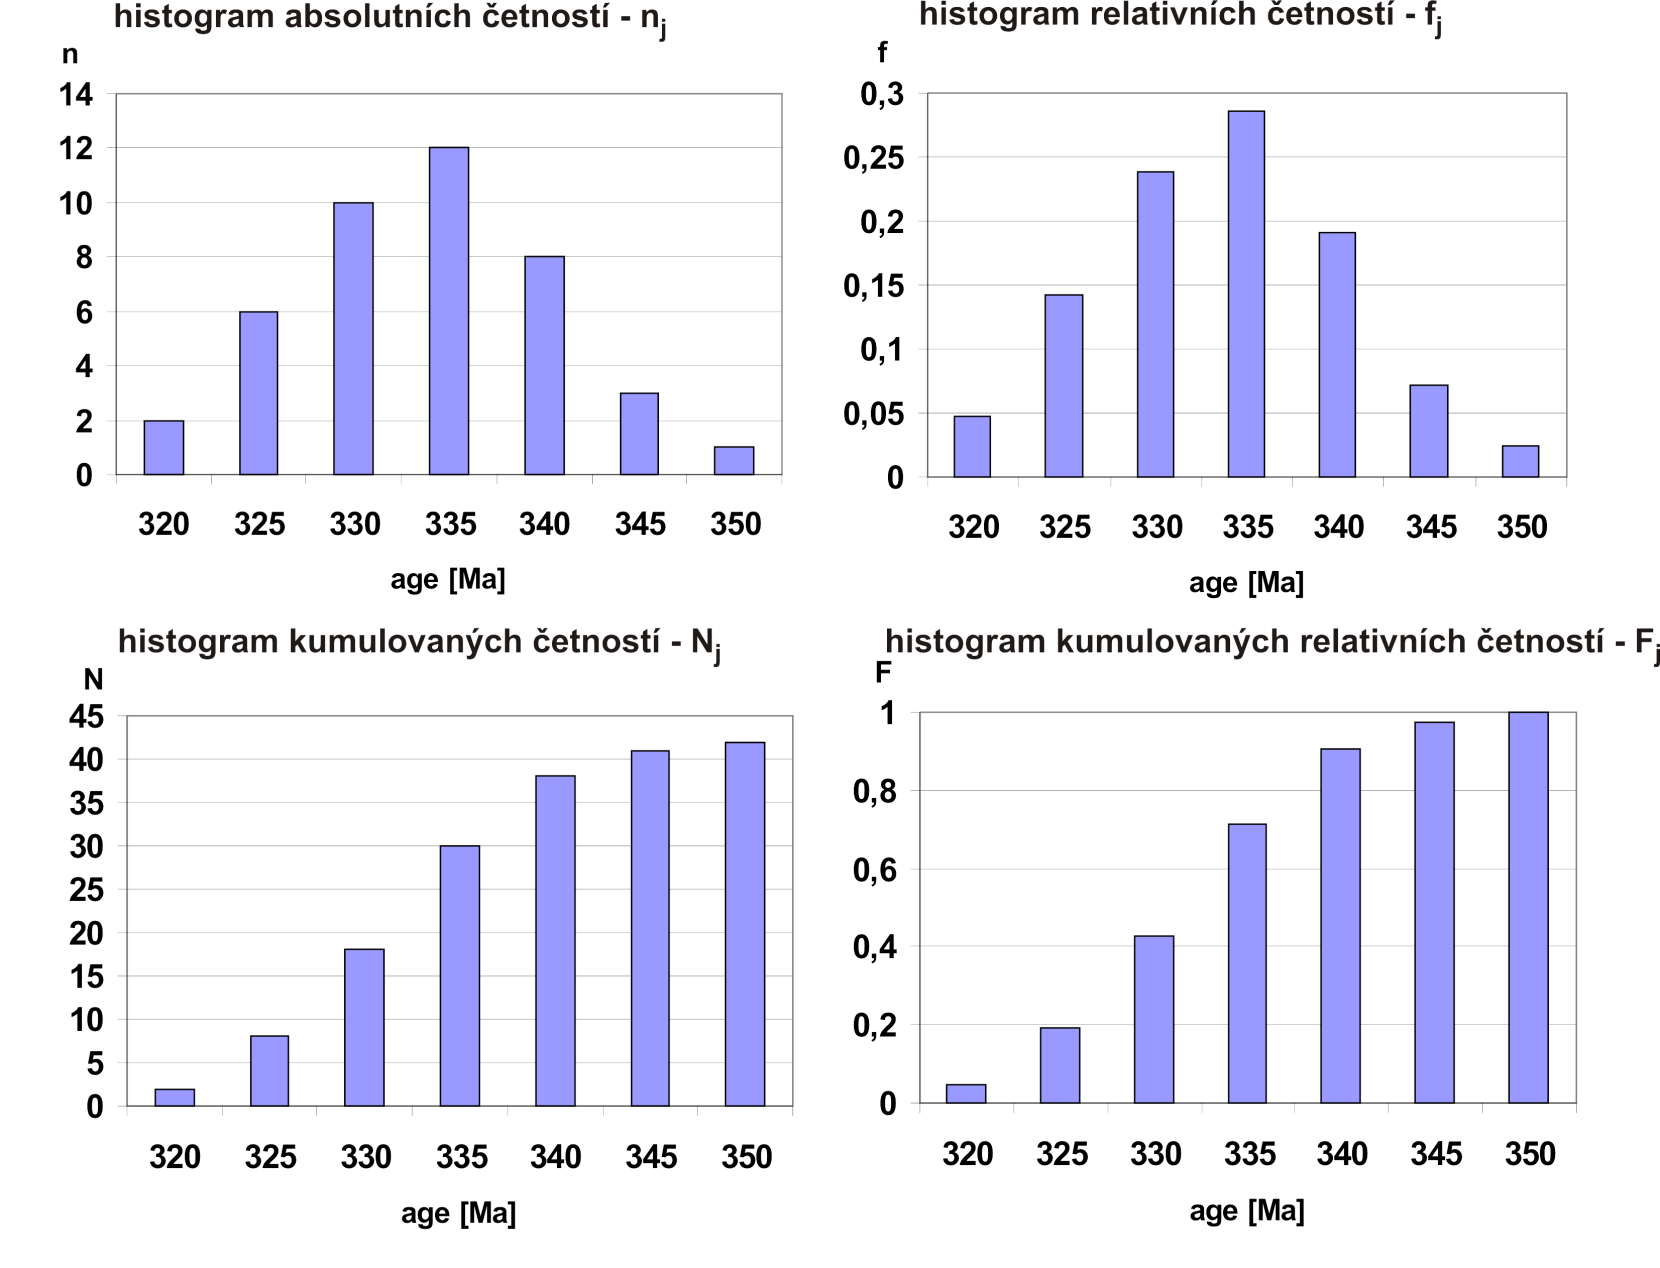 histogram absolutních četností - nj
n
14
12
10
8
6
4
2
0
320 325 330 335 340 345 350
age [Ma]
histogram relativních četností - fj
f
0,3
0,25
0,2
0,15
0,1
0,05
0
320 325 330 335 340 345 350
age [Ma]
histogram kumulovaných četností - Nj
N
45
40
35
30
25
20
15
10
5
0
320 325 330 335 340 345 350
age [Ma]
histogram kumulovaných relativních četností - Fj
F
1
0,8
0,6
0,4
0,2
0
320 325 330 335 340 345 350
age [Ma]